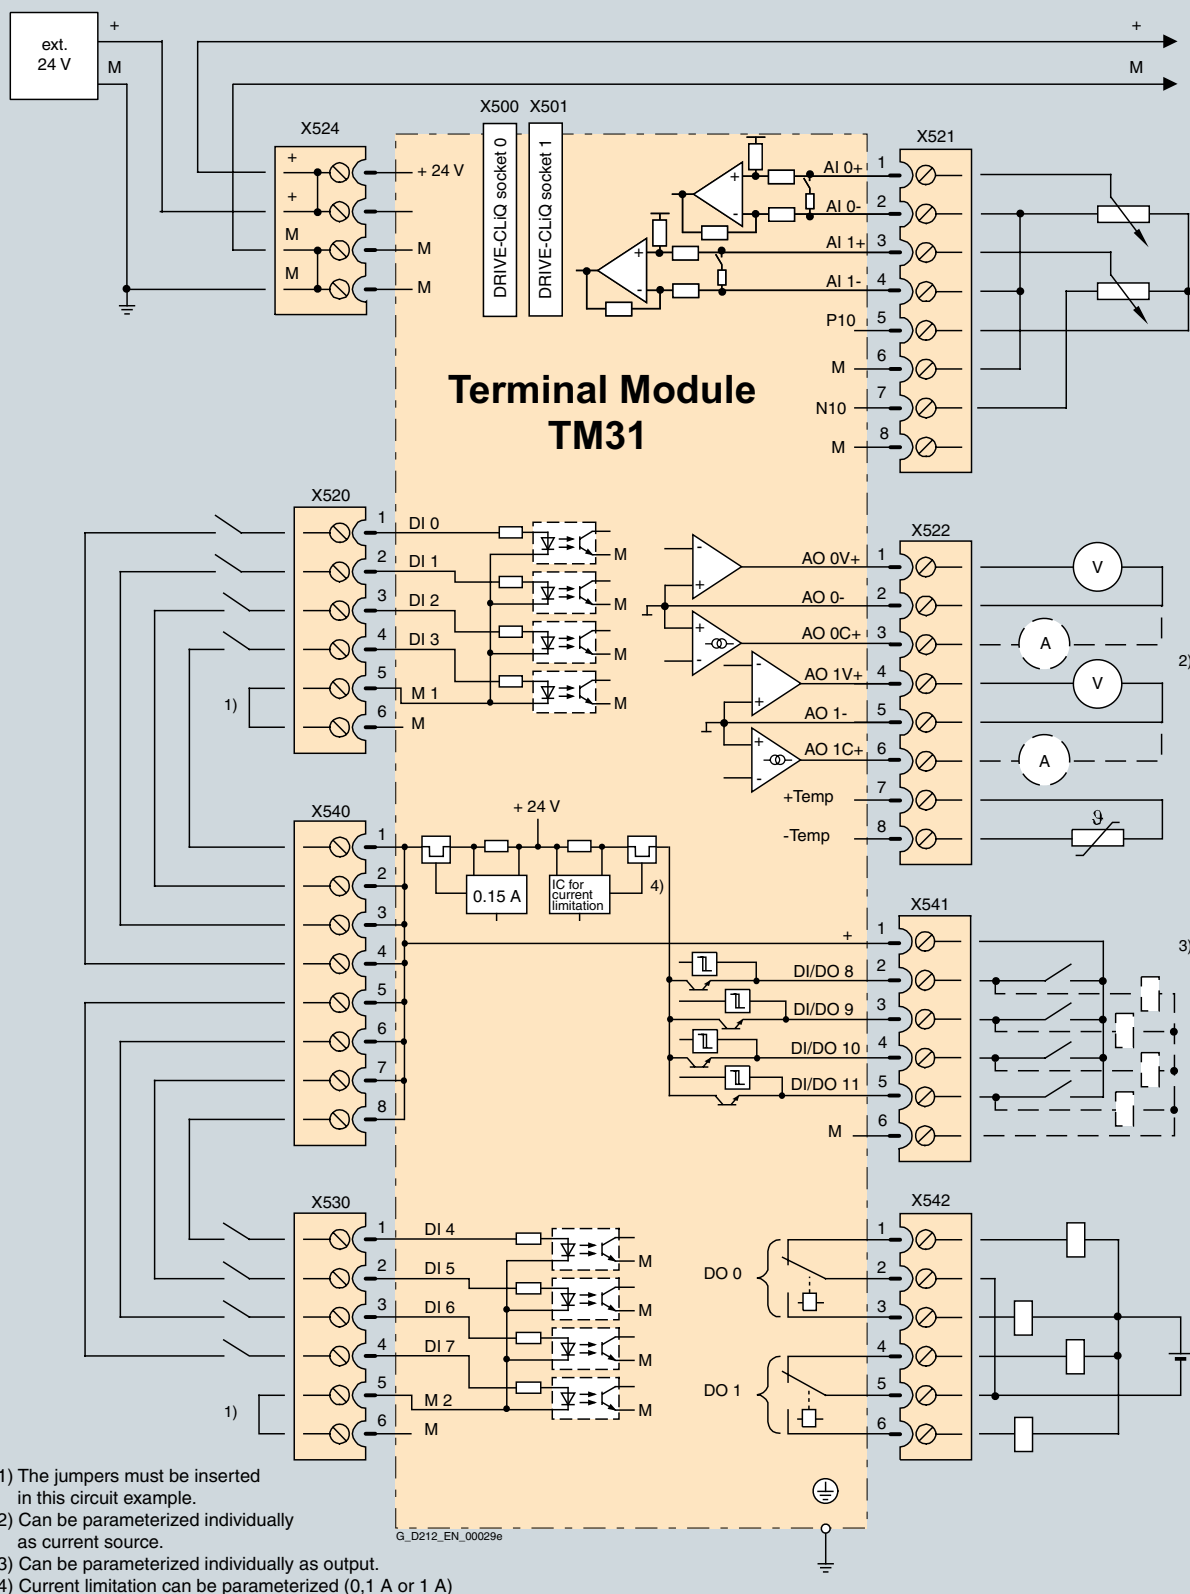 +
+
ext.
24 V
M
M
X500 X501
X524
X521
DRIVE-CLiQ socket 0
DRIVE-CLiQ socket 1
+
+ 24 V
+
M
M
M
M
+
-
+
-
AI 0+ 1
AI 0- 2
AI 1+ 3
AI 1- 4
P10 5
M 6
N10 7
M 8
Terminal Module
TM31
X520
1 DI 0
2 DI 1
3 DI 2
4 DI 3
5 M 1
6 M
1)
M
M
M
M
X522
-
+
+
-
-
+
+
-
AO 0V+ 1
AO 0- 2
AO 0C+ 3
AO 1V+ 4
AO 1- 5
AO 1C+ 6
+Temp 7
-Temp 8
V
A
2)
V
A
ϑ
X540
1
2
3
4
5
6
7
8
+ 24 V
0.15 A
IC for
current
limitation
4)
X541
+ 1
DI/DO 8 2
DI/DO 9 3
DI/DO 10 4
DI/DO 11 5
M 6
3)
X530
1 DI 4
2 DI 5
3 DI 6
4 DI 7
5 M 2
6 M
1)
M
M
M
M
X542
DO 0
DO 1
1
2
3
4
5
6
1) The jumpers must be inserted
in this circuit example.
2) Can be parameterized individually
as current source.
3) Can be parameterized individually as output.
4) Current limitation can be parameterized (0,1 A or 1 A)
G_D212_EN_00029e